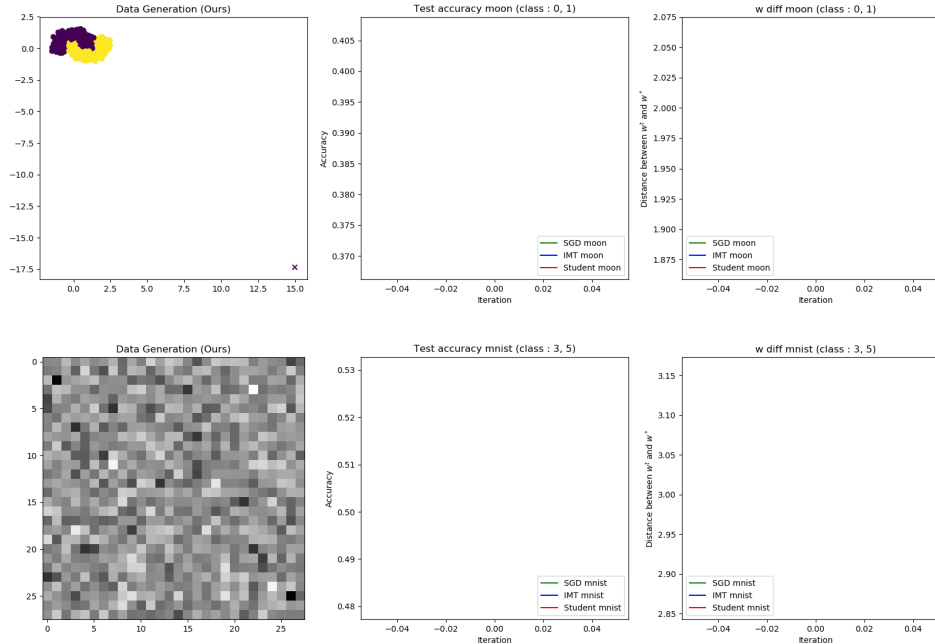 Data Generation (Ours)
2.5
0.0
−2.5
−5.0
−7.5
−10.0
−12.5
−15.0
−17.5
0.0 2.5 5.0 7.5 10.0 12.5 15.0
Test accuracy moon (class : 0, 1)
Accuracy
0.405
0.400
0.395
0.390
0.385
0.380
0.375
0.370
SGD moon
IMT moon
Student moon
−0.04 −0.02 0.00 0.02 0.04
Iteration
w diff moon (class : 0, 1)
Distance between w^t and w^*
2.075
2.050
2.025
2.000
1.975
1.950
1.925
1.900
1.875
SGD moon
IMT moon
Student moon
−0.04 −0.02 0.00 0.02 0.04
Iteration
Data Generation (Ours)
0
5
10
15
20
25
0 5 10 15 20 25
Test accuracy mnist (class : 3, 5)
Accuracy
0.53
0.52
0.51
0.50
0.49
0.48
SGD mnist
IMT mnist
Student mnist
−0.04 −0.02 0.00 0.02 0.04
Iteration
w diff mnist (class : 3, 5)
Distance between w^t and w^*
3.15
3.10
3.05
3.00
2.95
2.90
2.85
SGD mnist
IMT mnist
Student mnist
−0.04 −0.02 0.00 0.02 0.04
Iteration